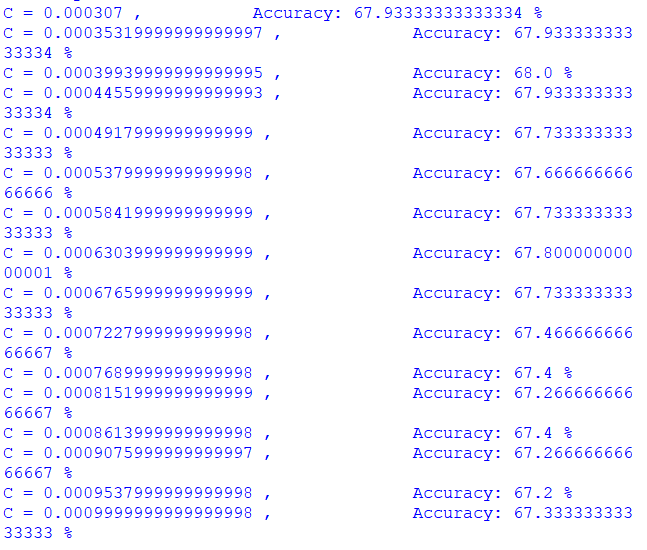 C = 0.000307 , Accuracy: 67.93333333333334 %
C = 0.00035319999999999997 , Accuracy: 67.933333333
33334 %
C = 0.00039939999999999995 , Accuracy: 68.0 %
C = 0.00044559999999999993 , Accuracy: 67.933333333
33334 %
C = 0.0004917999999999999 , Accuracy: 67.733333333
33333 %
C = 0.0005379999999999998 , Accuracy: 67.666666666
66666 %
C = 0.0005841999999999999 , Accuracy: 67.733333333
33333 %
C = 0.0006303999999999999 , Accuracy: 67.800000000
00001 %
C = 0.0006765999999999999 , Accuracy: 67.733333333
33333 %
C = 0.0007227999999999998 , Accuracy: 67.466666666
66667 %
C = 0.0007689999999999998 , Accuracy: 67.4 %
C = 0.0008151999999999999 , Accuracy: 67.266666666
66667 %
C = 0.0008613999999999998 , Accuracy: 67.4 %
C = 0.0009075999999999997 , Accuracy: 67.266666666
66667 %
C = 0.0009537999999999998 , Accuracy: 67.2 %
C = 0.0009999999999999998 , Accuracy: 67.333333333
33333 %